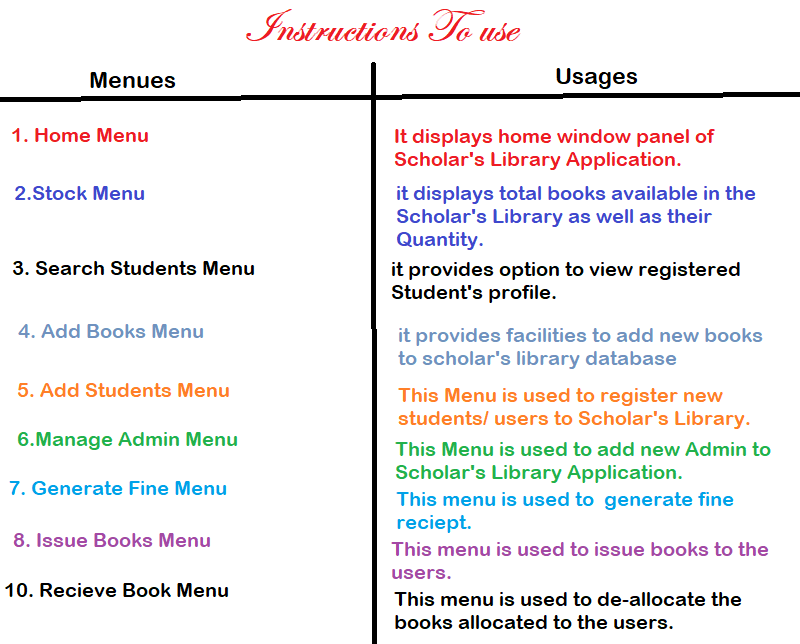 Instructions To use
Menues
Usages
1. Home Menu
It displays home window panel of
Scholar's Library Application.
2.Stock Menu
it displays total books available in the
Scholar's Library as well as their
Quantity.
3. Search Students Menu
it provides option to view registered
Student's profile.
4. Add Books Menu
it provides facilities to add new books
to scholar's library database
5. Add Students Menu
This Menu is used to register new
students/ users to Scholar's Library.
6.Manage Admin Menu
This Menu is used to add new Admin to
Scholar's Library Application.
7. Generate Fine Menu
This menu is used to  generate fine
reciept.
8. Issue Books Menu
This menu is used to issue books to the
users.
10. Recieve Book Menu
This menu is used to de-allocate the
books allocated to the users.